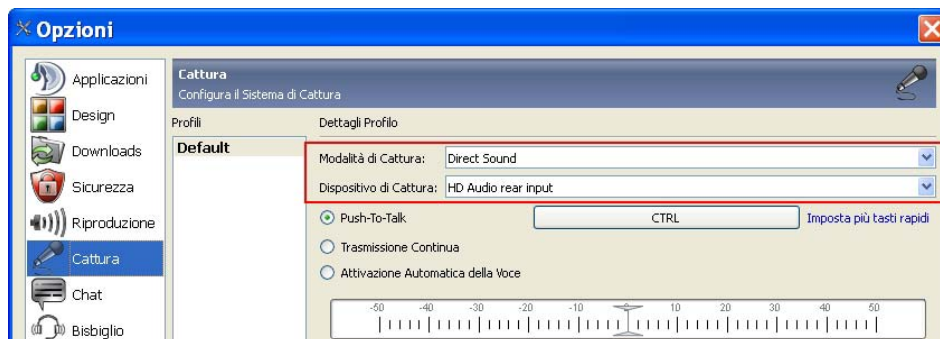 Opzioni
Applicazioni
Design
Downloads
Sicurezza
Riproduzione
Cattura
Chat
Bisbiglio
Cattura
Configura il Sistema di Cattura
Profili
Default
Dettagli Profilo
Modalità di Cattura: Direct Sound
Dispositivo di Cattura: HD Audio rear input
Push-To-Talk CTRL Imposta più tasti rapidi
Trasmissione Continua
Attivazione Automatica della Voce
-50 -40 -30 -20 -10 0 10 20 30 40 50